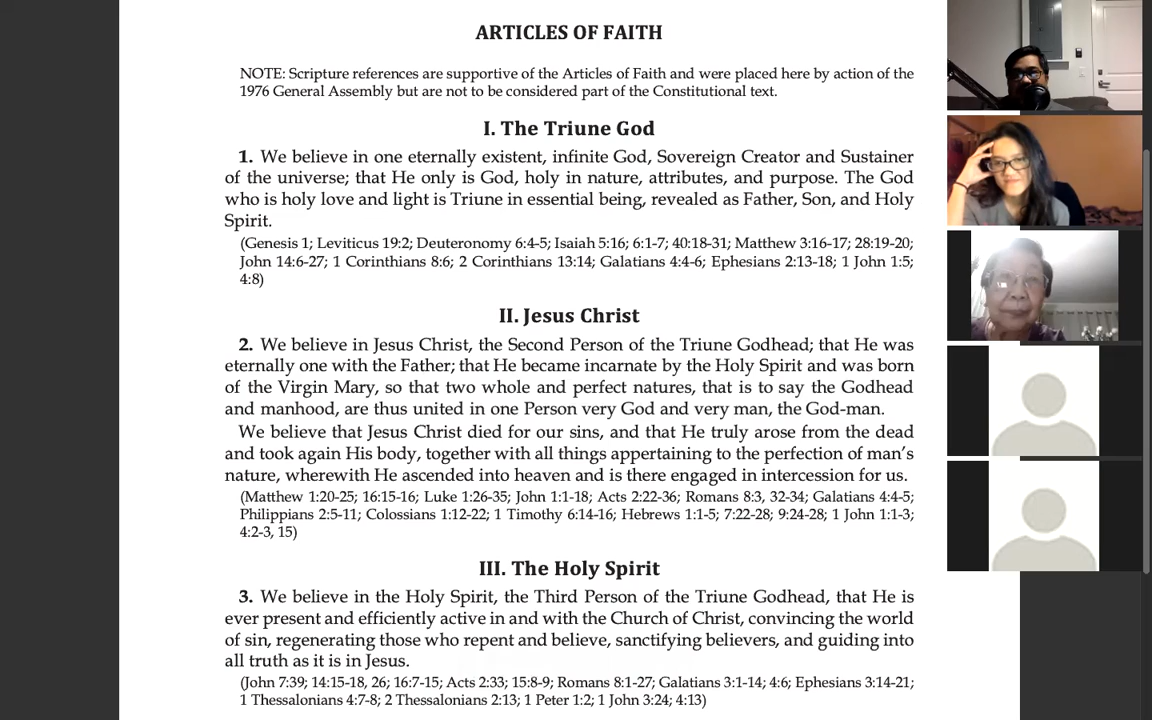 ARTICLES OF FAITH
NOTE: Scripture references are supportive of the Articles of Faith and were placed here by action of the
1976 General Assembly but are not to be considered part of the Constitutional text.
I. The Triune God
1. We believe in one eternally existent, infinite God, Sovereign Creator and Sustainer
of the universe; that He only is God, holy in nature, attributes, and purpose. The God
who is holy love and light is Triune in essential being, revealed as Father, Son, and Holy
Spirit.
(Genesis 1; Leviticus 19:2; Deuteronomy 6:4-5; Isaiah 5:16; 6:1-7; 40:18-31; Matthew 3:16-17; 28:19-20;
John 14:6-27; 1 Corinthians 8:6; 2 Corinthians 13:14; Galatians 4:4-6; Ephesians 2:13-18; 1 John 1:5;
4:8)
II. Jesus Christ
2. We believe in Jesus Christ, the Second Person of the Triune Godhead; that He was
eternally one with the Father; that He became incarnate by the Holy Spirit and was born
of the Virgin Mary, so that two whole and perfect natures, that is to say the Godhead
and manhood, are thus united in one Person very God and very man, the God-man.
We believe that Jesus Christ died for our sins, and that He truly arose from the dead
and took again His body, together with all things appertaining to the perfection of man's
nature, wherewith He ascended into heaven and is there engaged in intercession for us.
(Matthew 1:20-25; 16:15-16; Luke 1:26-35; John 1:1-18; Acts 2:22-36; Romans 8:3, 32-34; Galatians 4:4-5;
Philippians 2:5-11; Colossians 1:12-22; 1 Timothy 6:14-16; Hebrews 1:1-5; 7:22-28; 9:24-28; 1 John 1:1-3;
4:2-3, 15)
III. The Holy Spirit
3. We believe in the Holy Spirit, the Third Person of the Triune Godhead, that He is
ever present and efficiently active in and with the Church of Christ, convincing the world
of sin, regenerating those who repent and believe, sanctifying believers, and guiding into
all truth as it is in Jesus.
(John 7:39; 14:15-18, 26; 16:7-15; Acts 2:33; 15:8-9; Romans 8:1-27; Galatians 3:1-14; 4:6; Ephesians 3:14-21;
1 Thessalonians 4:7-8; 2 Thessalonians 2:13; 1 Peter 1:2; 1 John 3:24; 4:13)